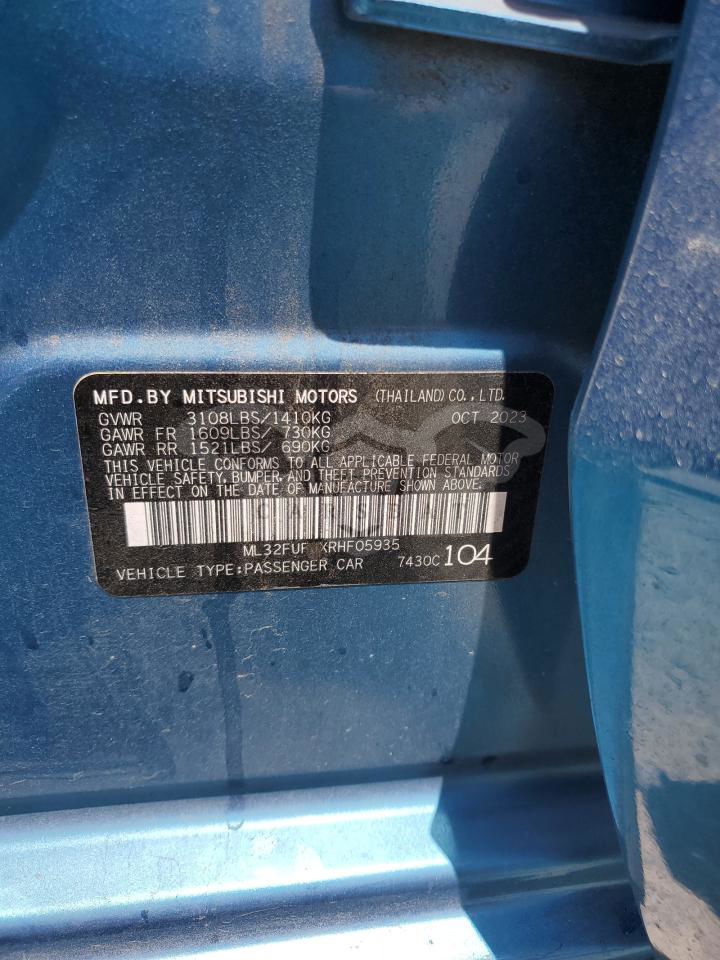 MFD.BY MITSUBISHI MOTORS (THAILAND) CO.,LTD.
GVWR 3108LBS/1410KG OCT 2023
GAWR FR 1609LBS/ 730KG
GAWR RR 1521LBS/ 690KG
THIS VEHICLE CONFORMS TO ALL APPLICABLE FEDERAL MOTOR
VEHICLE SAFETY, BUMPER, AND THEFT PREVENTION STANDARDS
IN EFFECT ON THE DATE OF MANUFACTURE SHOWN ABOVE.
ML32FUF XRHF05935
VEHICLE TYPE:PASSENGER CAR 7430C 104